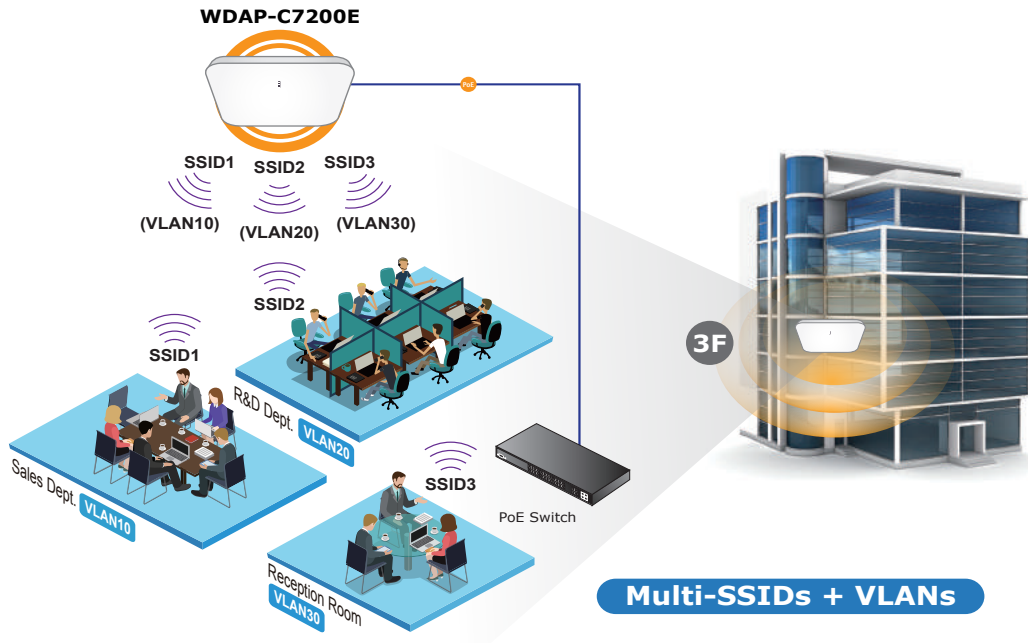 WDAP-C7200E
PoE
SSID1
SSID2
SSID3
(VLAN10)
(VLAN20)
(VLAN30)
SSID2
SSID1
3F
R&D Dept.
VLAN20
Sales Dept.
VLAN10
SSID3
PoE Switch
Reception Room
VLAN30
Multi-SSIDs + VLANs